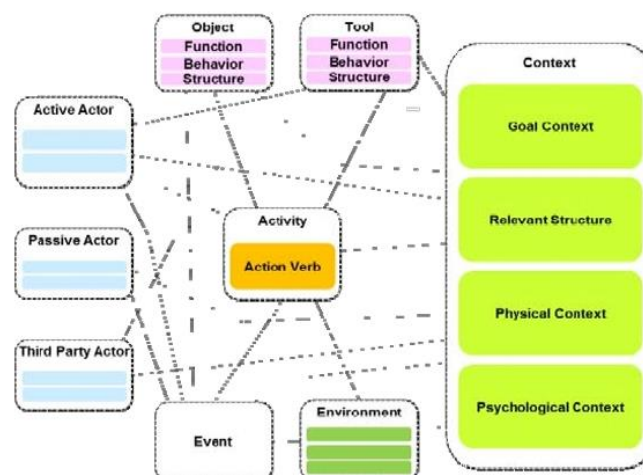 Object
Function
Behavior
Structure
Tool
Function
Behavior
Structure
Context
Goal Context
Relevant Structure
Physical Context
Psychological Context
Active Actor
Passive Actor
Third Party Actor
Activity
Action Verb
Event
Environment